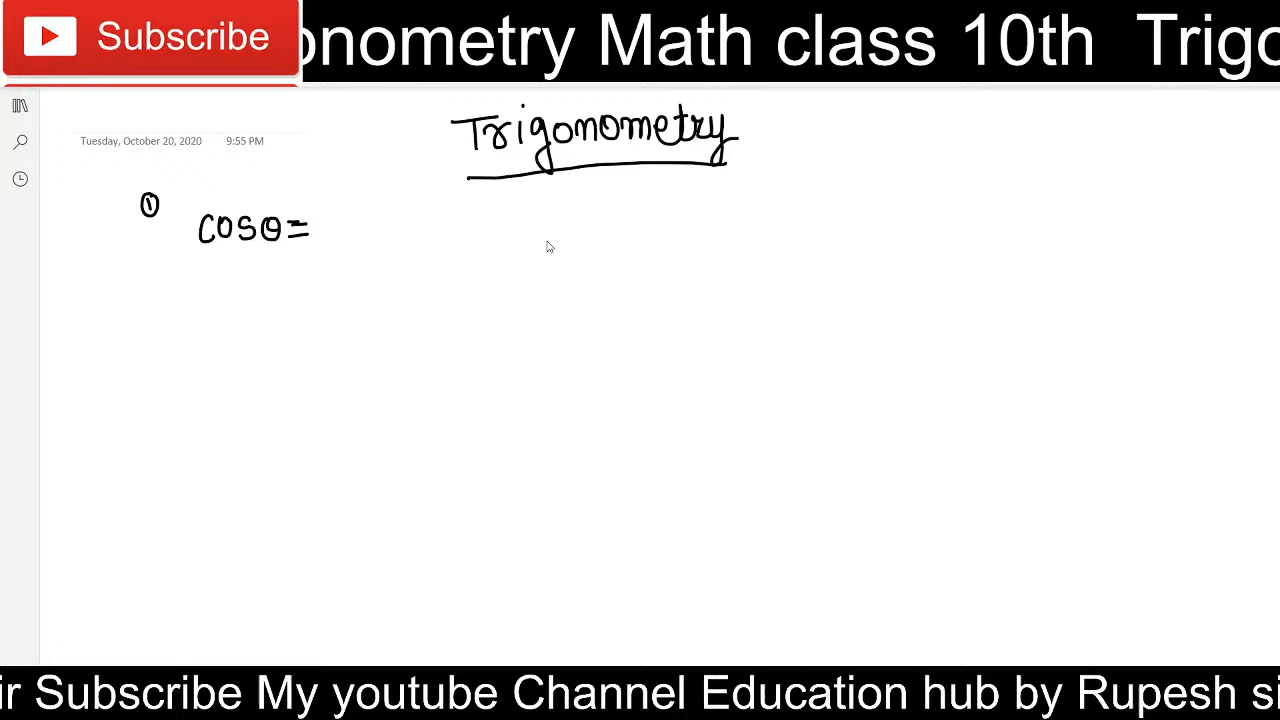 Subscribe
onometry Math class 10th Trigo
Trigonometry
Tuesday, October 20, 2020 9:55 PM
①
cosθ=
ir Subscribe My youtube Channel Education hub by Rupesh si